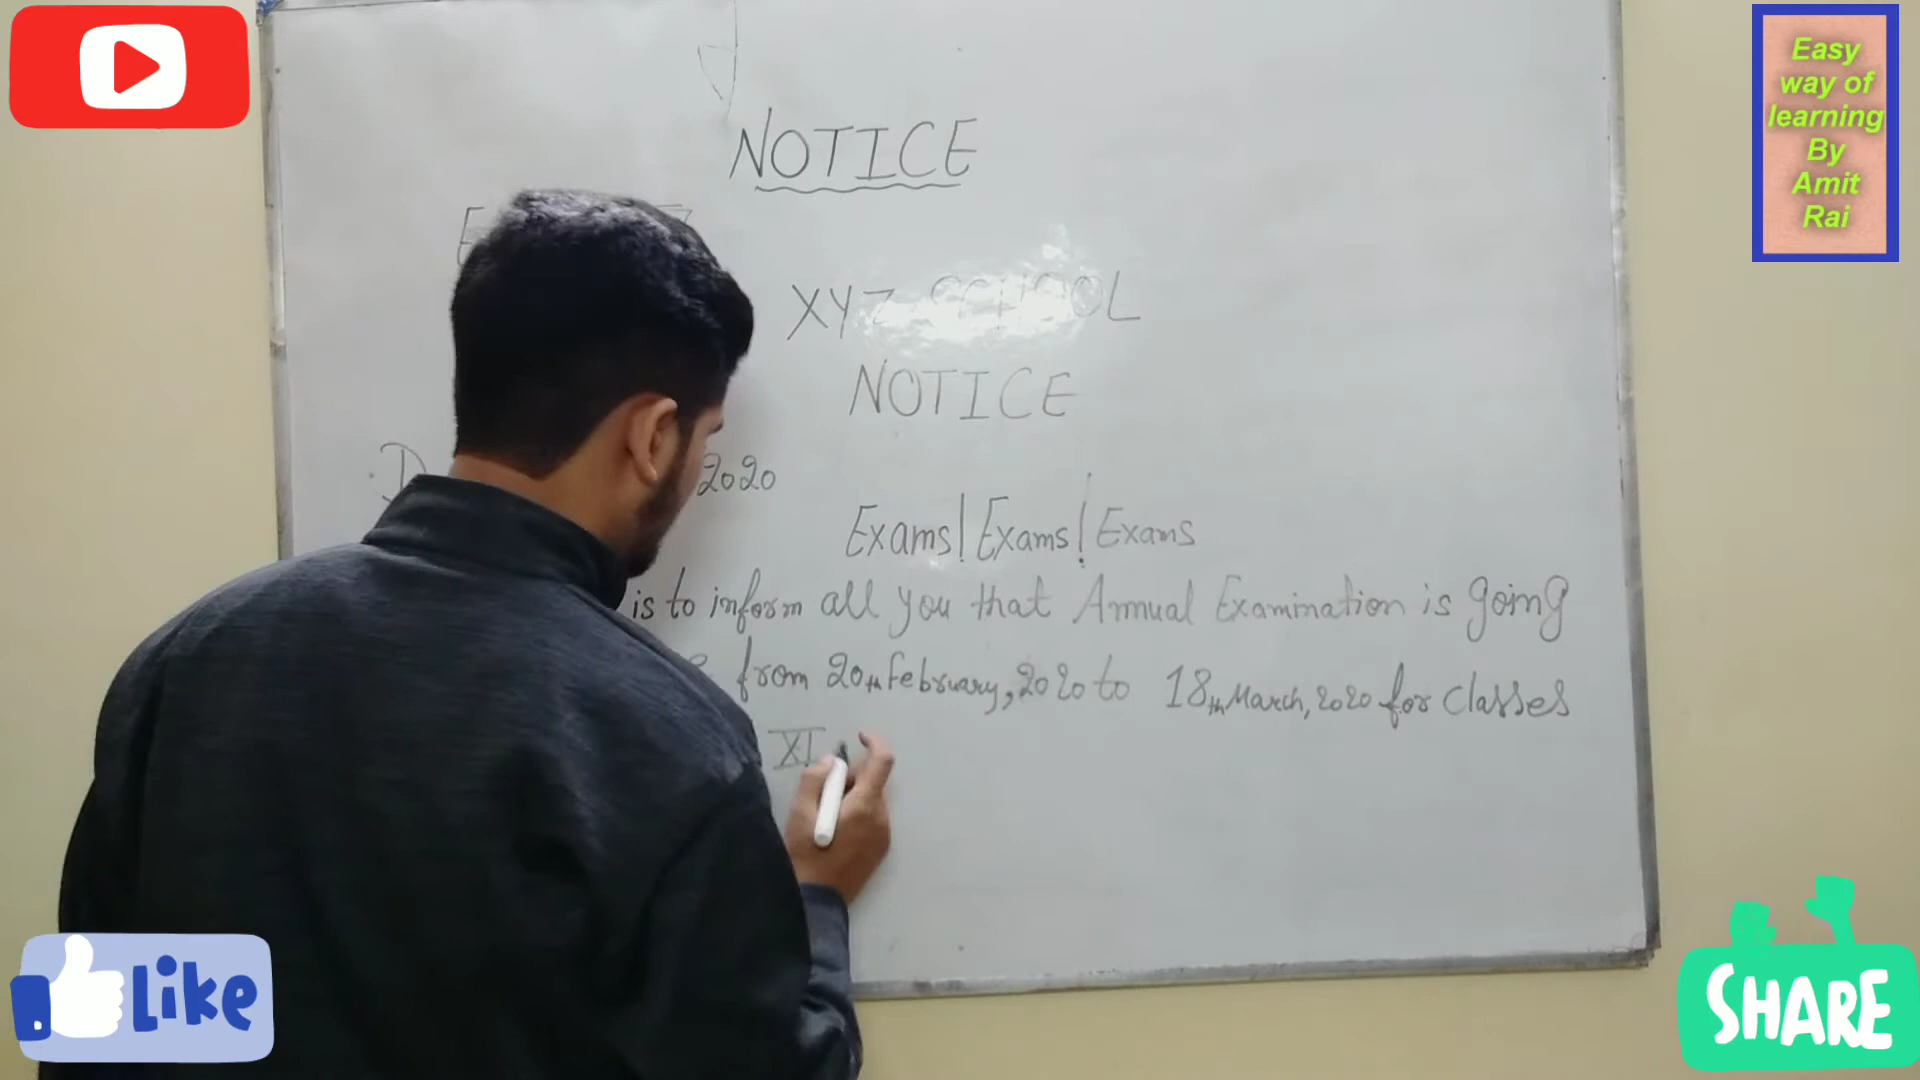 Easy
way of
learning
By
Amit
Rai
NOTICE
XYZ SCHOOL
NOTICE
2020
Exams! Exams! Exams
is to inform all you that Annual Examination is going
from 20th February, 2020 to 18th March, 2020 for classes
XI
Like
SHARE